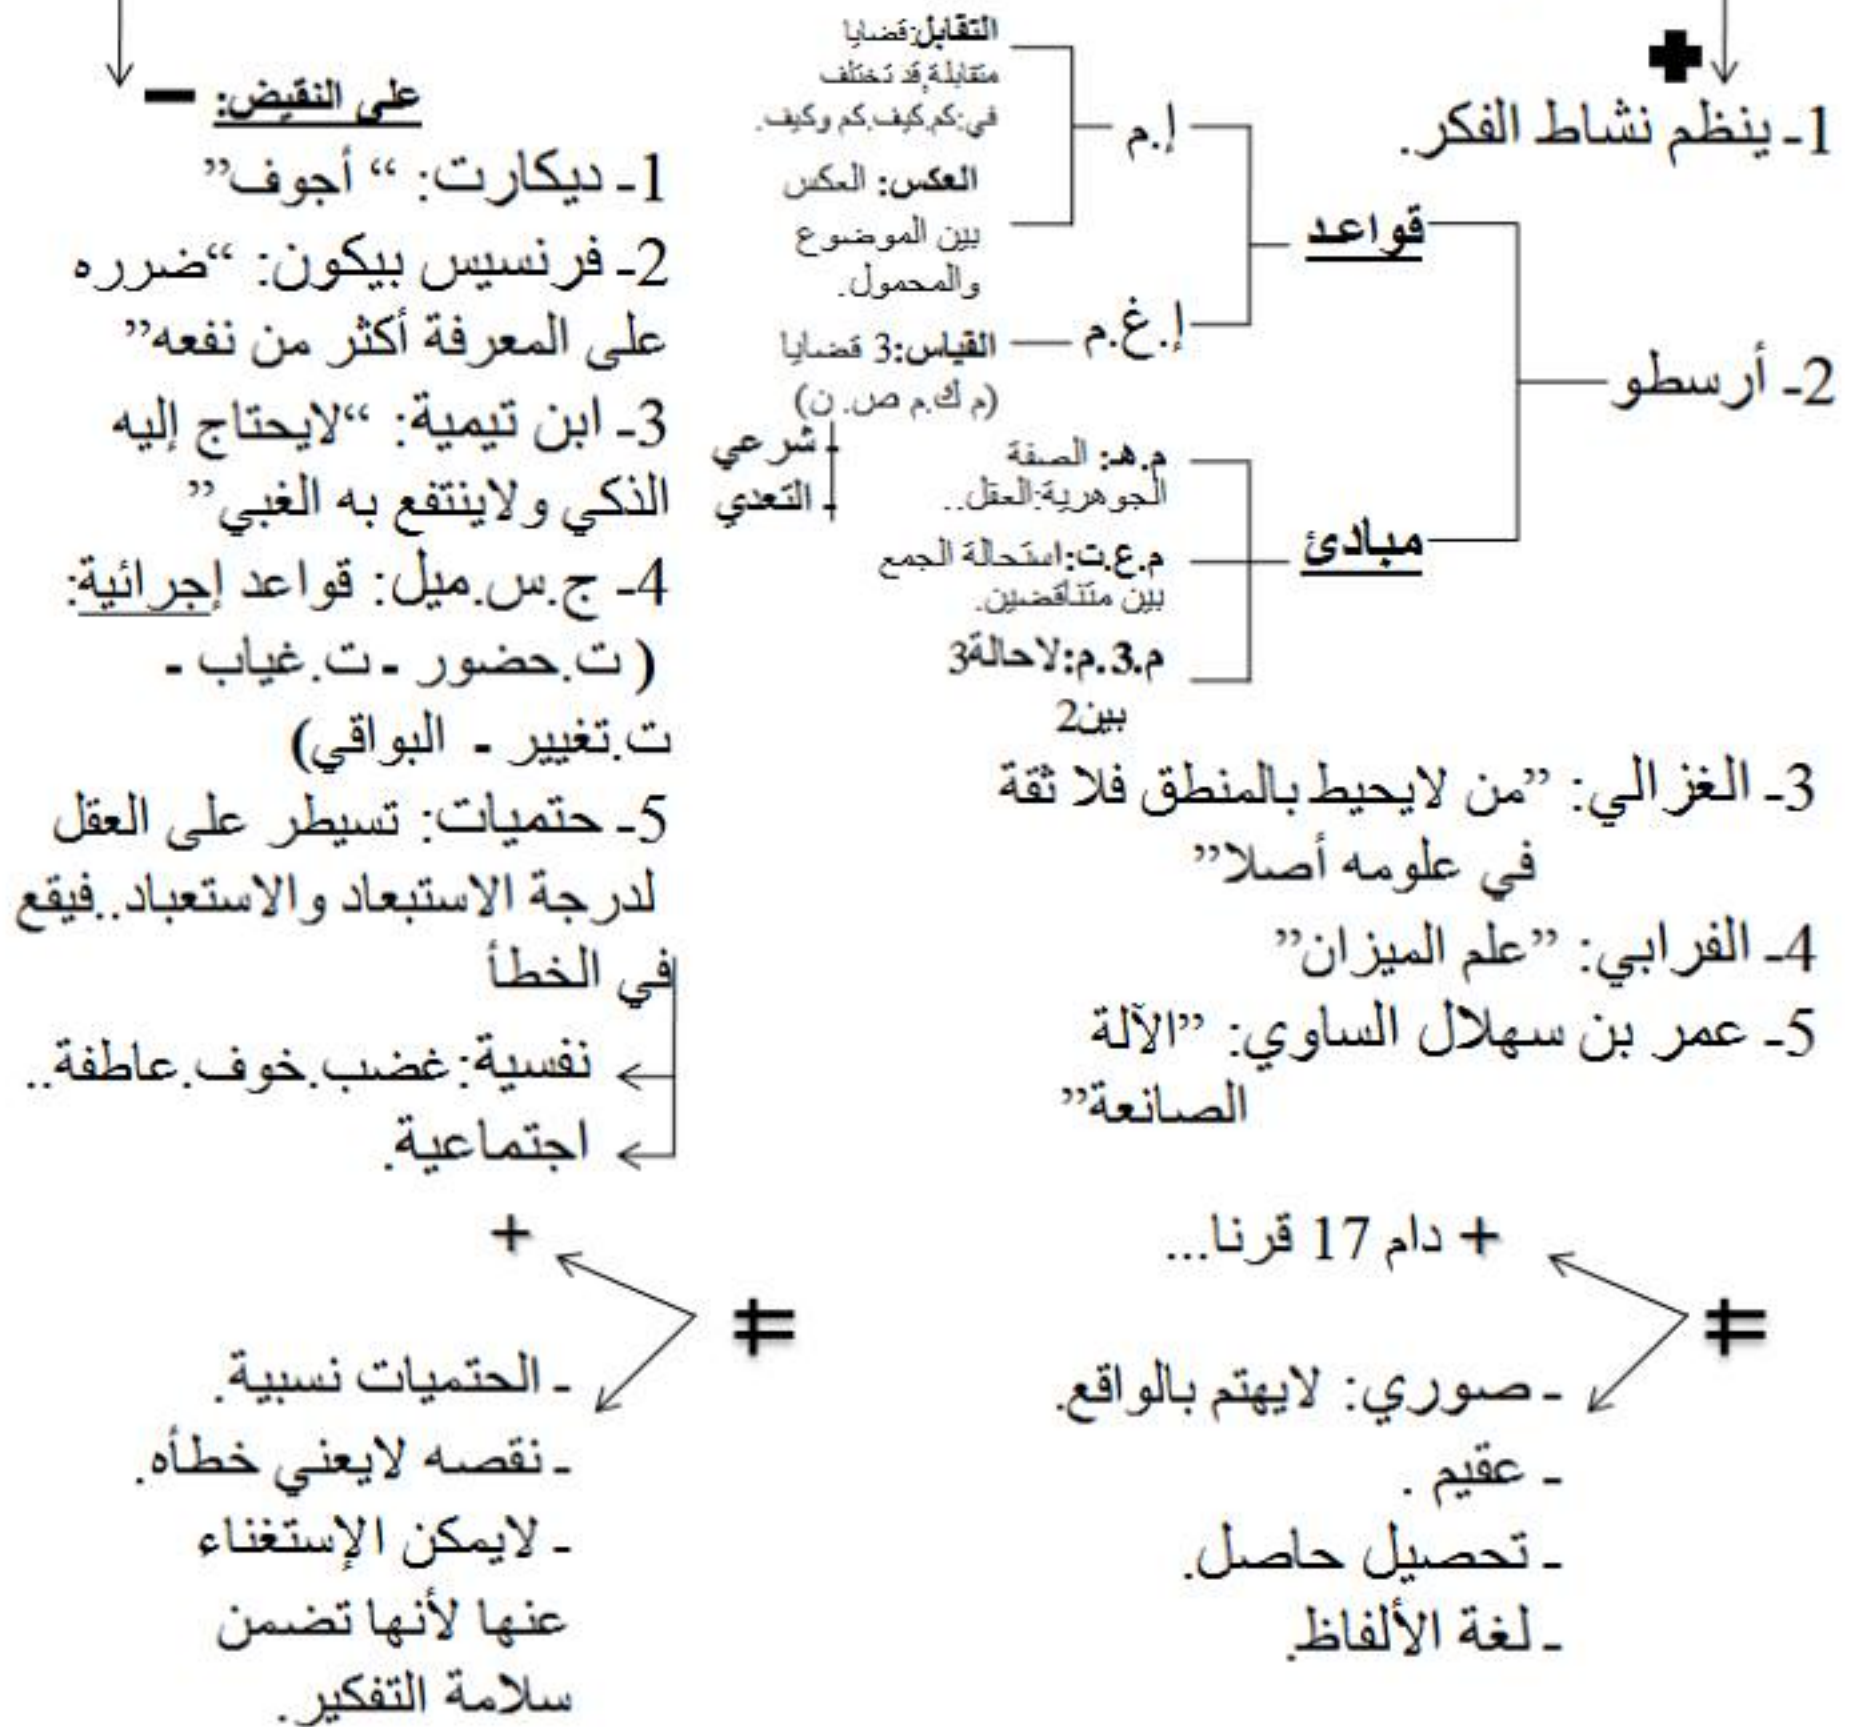 1- ينظم نشاط الفكر.
2- أرسطو
قواعد
إ.م
التقابل:قضايا
متقابلة,قد تختلف
في:كم.كيف.كم وكيف.
العكس: العكس
بين الموضوع
والمحمول.
إ.غ.م
القياس:3 قضايا
(م ك.م ص. ن)
- شرعي
- التعدي
مبادئ
م.هـ: الصفة
الجوهرية:العقل..
م.ع.ت:استحالة الجمع
بين متناقضين.
م.3.م:لاحالة3
بين2
3- الغزالي: ”من لايحيط بالمنطق فلا ثقة
في علومه أصلا”
4- الفرابي: ”علم الميزان”
5- عمر بن سهلال الساوي: ”الآلة
الصانعة”
≠
+ دام 17 قرنا...
- صوري: لايهتم بالواقع.
- عقيم .
- تحصيل حاصل.
- لغة الألفاظ.
على النقيض: –
1- ديكارت: “ أجوف”
2- فرنسيس بيكون: “ضرره
على المعرفة أكثر من نفعه”
3- ابن تيمية: “لايحتاج إليه
الذكي ولاينتفع به الغبي”
4- ج.س.ميل: قواعد إجرائية:
( ت.حضور - ت.غياب -
ت.تغيير - البواقي)
5- حتميات: تسيطر على العقل
لدرجة الاستبعاد والاستعباد..فيقع
في الخطأ
نفسية:غضب.خوف.عاطفة..
اجتماعية.
≠
+
- الحتميات نسبية.
- نقصه لايعني خطأه.
- لايمكن الإستغناء
عنها لأنها تضمن
سلامة التفكير.